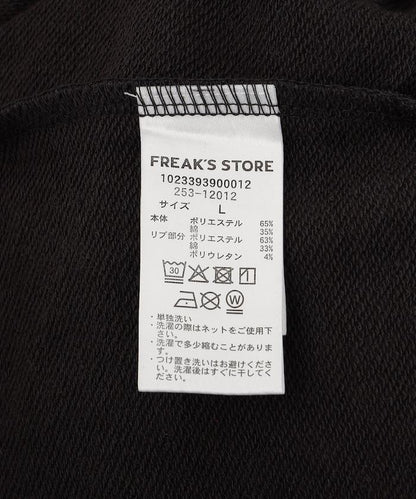 FREAK'S STORE
1023393900012
253-12012
サイズ L
本体 ポリエステル 65%
綿 35%
リブ部分 ポリエステル 63%
綿 33%
ポリウレタン 4%
30
W
・単独洗い
・洗濯の際はネットをご使用下
さい。
・洗濯で多少縮むことがありま
す。
・つけ置き洗いはお避けくださ
い。洗濯後はすぐに干してく
ださい。